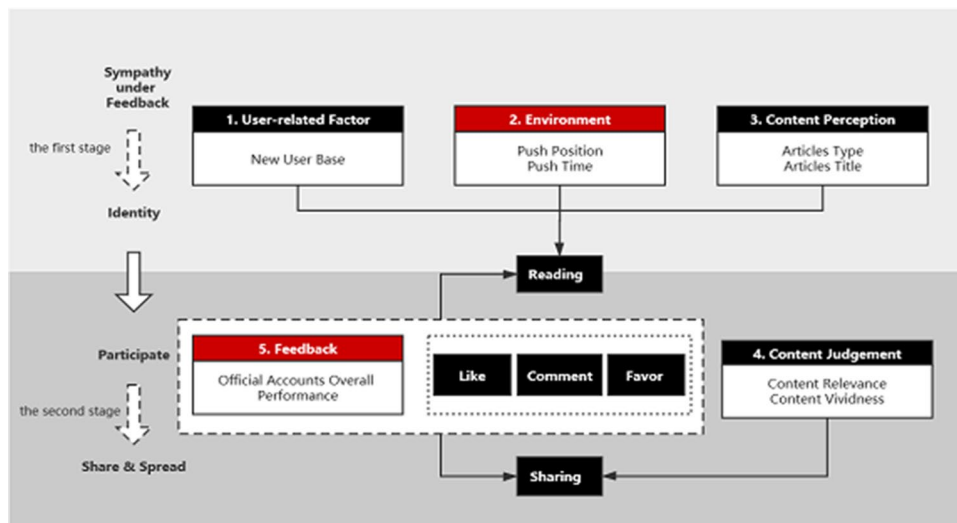 Sympathy
under
Feedback
the first stage
Identity
1. User-related Factor
New User Base
2. Environment
Push Position
Push Time
3. Content Perception
Articles Type
Articles Title
Reading
Participate
the second stage
Share & Spread
5. Feedback
Official Accounts Overall
Performance
Like
Comment
Favor
4. Content Judgement
Content Relevance
Content Vividness
Sharing